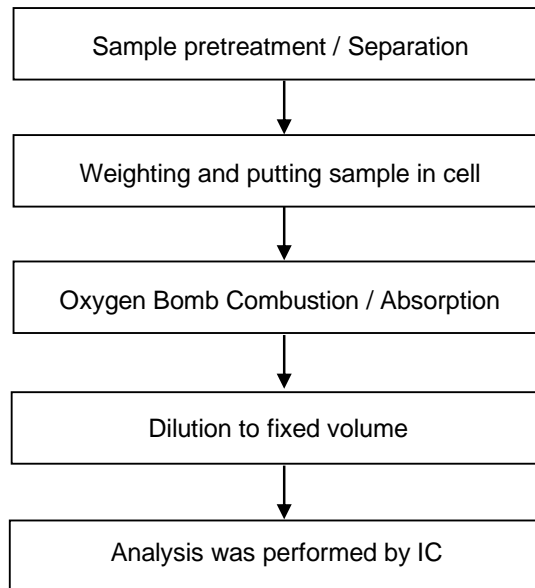 Sample pretreatment / Separation
Weighting and putting sample in cell
Oxygen Bomb Combustion / Absorption
Dilution to fixed volume
Analysis was performed by IC